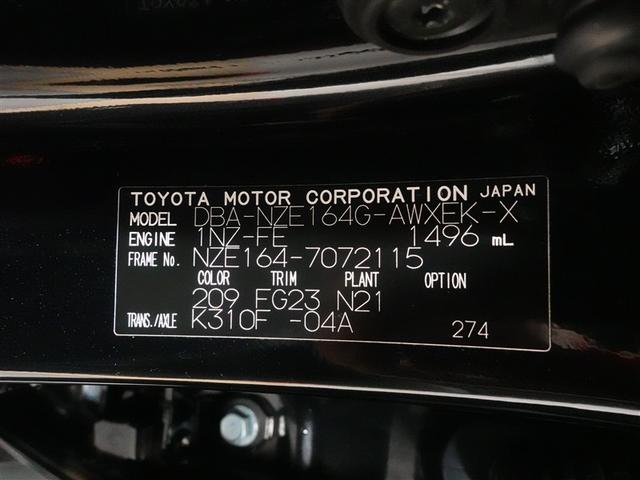 TOYOTA MOTOR CORPORATION JAPAN
MODEL DBA-NZE164G-AWXEK-X
ENGINE 1NZ-FE 1496 mL
FRAME No. NZE164-7072115
COLOR TRIM PLANT OPTION
209 FG23 N21
TRANS./AXLE K310F -04A 274